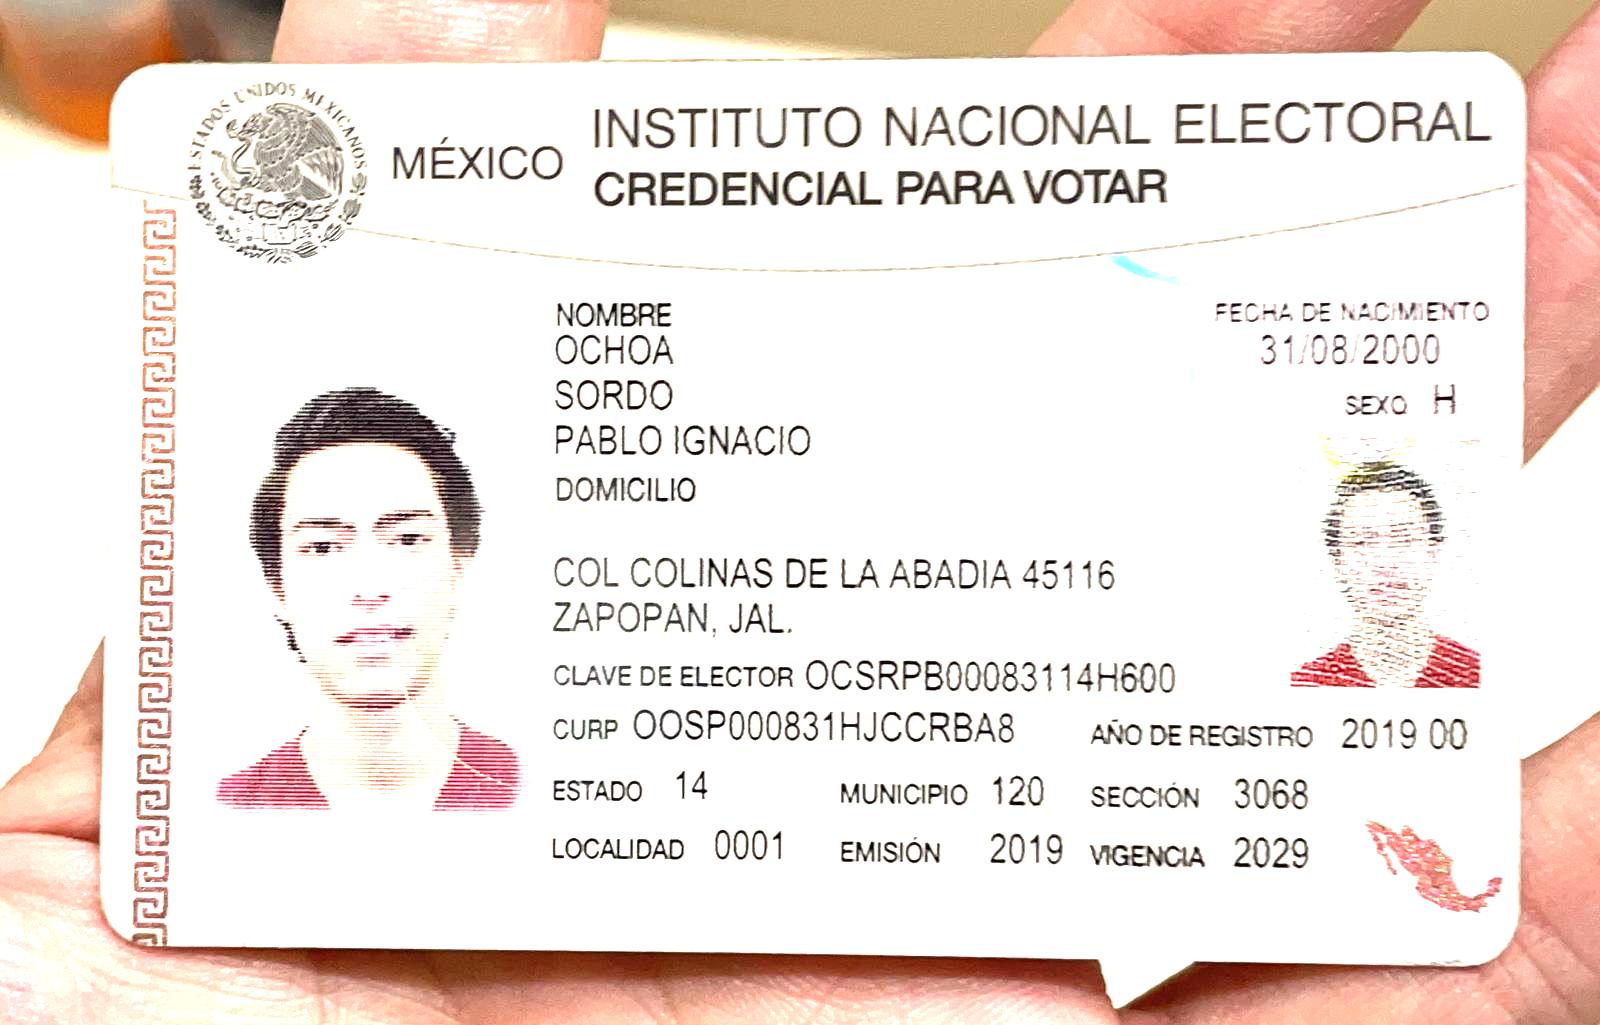 ESTADOS UNIDOS MEXICANOS
MÉXICO
INSTITUTO NACIONAL ELECTORAL
CREDENCIAL PARA VOTAR
NOMBRE
OCHOA
SORDO
PABLO IGNACIO
FECHA DE NACIMIENTO
31/08/2000
SEXO H
DOMICILIO
COL COLINAS DE LA ABADIA 45116
ZAPOPAN, JAL.
CLAVE DE ELECTOR OCSRPB00083114H600
CURP OOSP000831HJCCRBA8 AÑO DE REGISTRO 2019 00
ESTADO 14 MUNICIPIO 120 SECCIÓN 3068
LOCALIDAD 0001 EMISIÓN 2019 VIGENCIA 2029